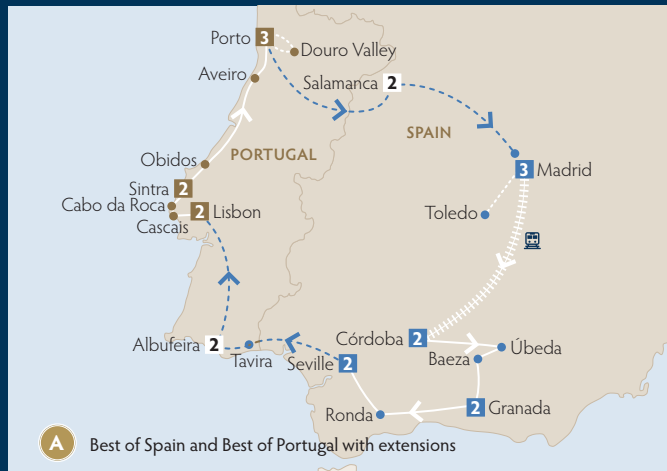 Porto
3
Douro Valley
Aveiro
Salamanca 2
SPAIN
PORTUGAL
Obidos
Madrid
3
Sintra 2
Cabo da Roca
2 Lisbon
Cascais
Toledo
Córdoba 2
Úbeda
Baeza
Albufeira 2
Tavira
Seville 2
2 Granada
Ronda
A Best of Spain and Best of Portugal with extensions